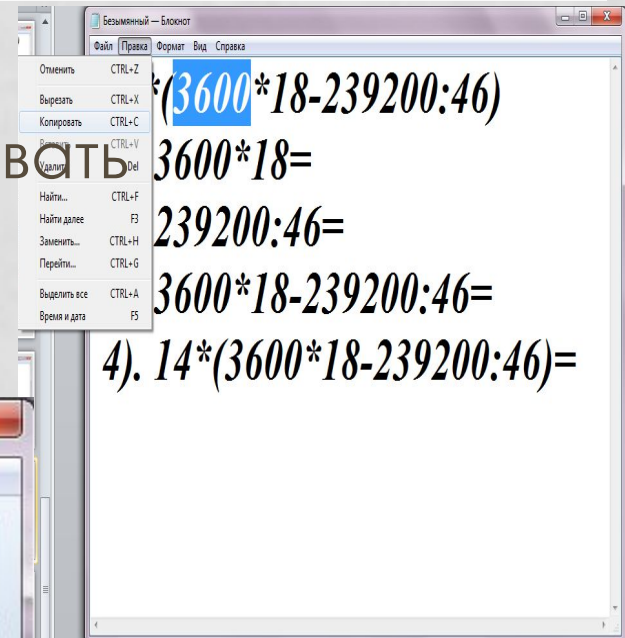 Безымянный — Блокнот
Файл Правка Формат Вид Справка
Отменить CTRL+Z
Вырезать CTRL+X
Копировать CTRL+C
CTRL+V
Удалить Del
Найти... CTRL+F
Найти далее F3
Заменить... CTRL+H
Перейти... CTRL+G
Выделить все CTRL+A
Время и дата F5
вать
*(3600*18-239200:46)
3600*18=
239200:46=
3600*18-239200:46=
4). 14*(3600*18-239200:46)=